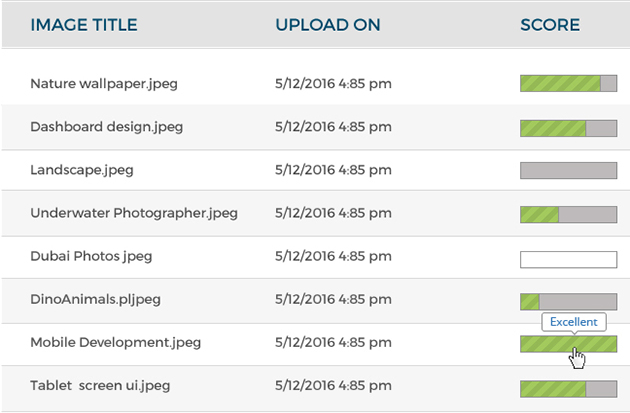 IMAGE TITLE UPLOAD ON SCORE
Nature wallpaper.jpeg 5/12/2016 4:85 pm
Dashboard design.jpeg 5/12/2016 4:85 pm
Landscape.jpeg 5/12/2016 4:85 pm
Underwater Photographer.jpeg 5/12/2016 4:85 pm
Dubai Photos jpeg 5/12/2016 4:85 pm
DinoAnimals.pljpeg 5/12/2016 4:85 pm
Excellent
Mobile Development.jpeg 5/12/2016 4:85 pm
Tablet  screen ui.jpeg 5/12/2016 4:85 pm